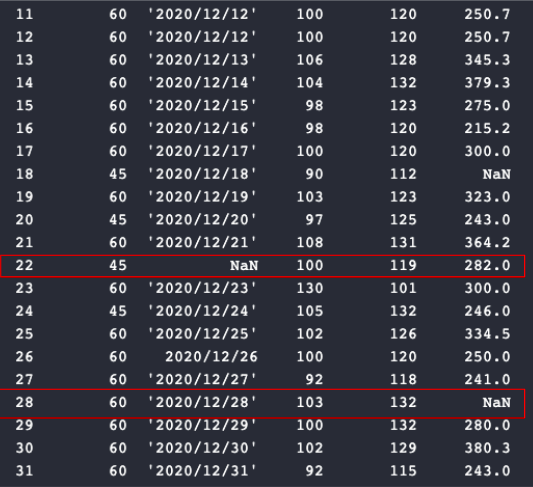 11 60 '2020/12/12' 100 120 250.7
12 60 '2020/12/12' 100 120 250.7
13 60 '2020/12/13' 106 128 345.3
14 60 '2020/12/14' 104 132 379.3
15 60 '2020/12/15' 98 123 275.0
16 60 '2020/12/16' 98 120 215.2
17 60 '2020/12/17' 100 120 300.0
18 45 '2020/12/18' 90 112 NaN
19 60 '2020/12/19' 103 123 323.0
20 45 '2020/12/20' 97 125 243.0
21 60 '2020/12/21' 108 131 364.2
22 45 NaN 100 119 282.0
23 60 '2020/12/23' 130 101 300.0
24 45 '2020/12/24' 105 132 246.0
25 60 '2020/12/25' 102 126 334.5
26 60 2020/12/26 100 120 250.0
27 60 '2020/12/27' 92 118 241.0
28 60 '2020/12/28' 103 132 NaN
29 60 '2020/12/29' 100 132 280.0
30 60 '2020/12/30' 102 129 380.3
31 60 '2020/12/31' 92 115 243.0